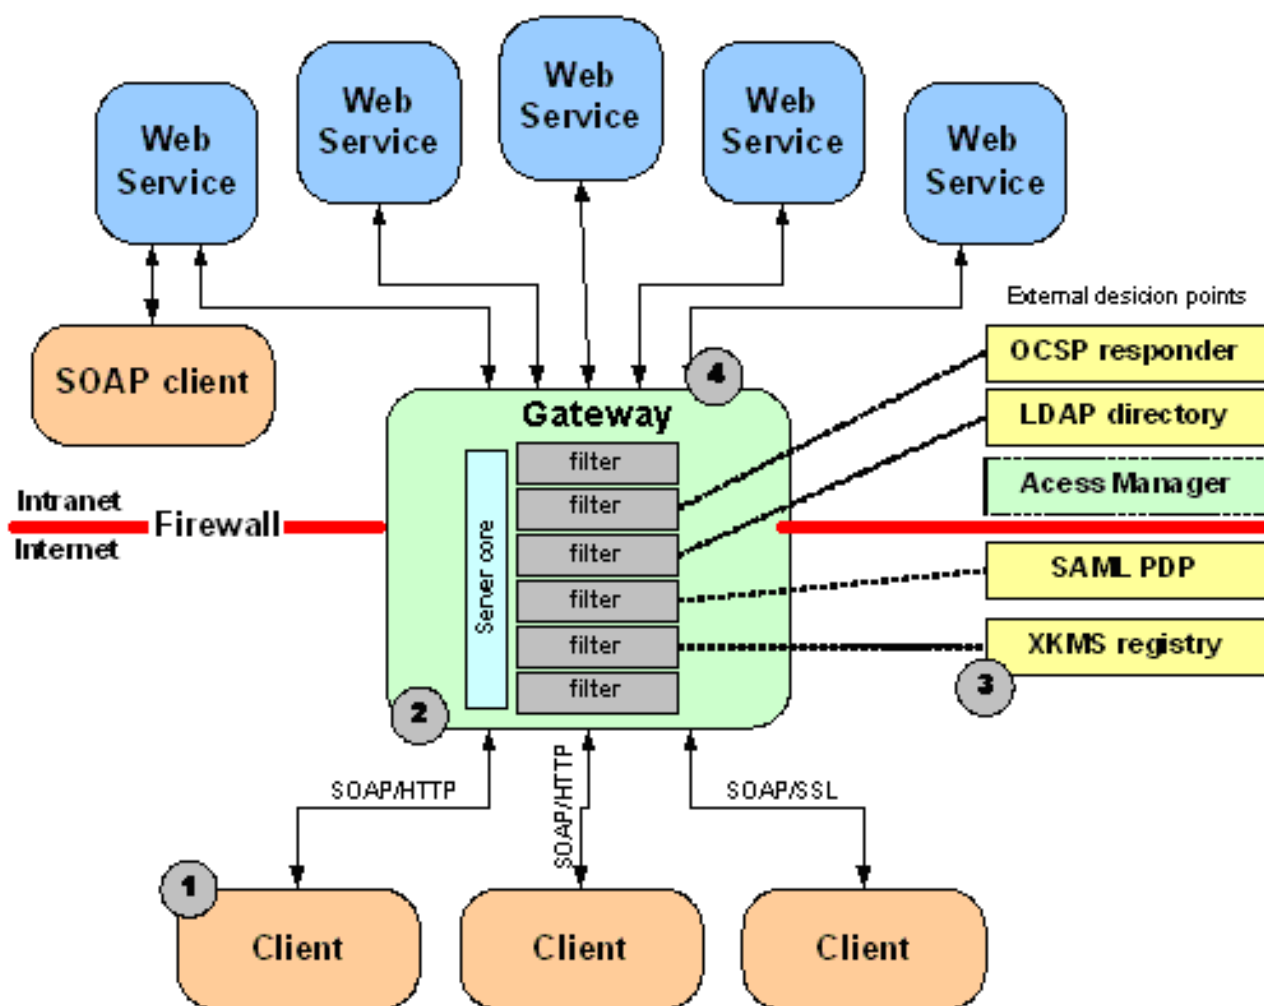 Web
Service
Web
Service
Web
Service
Web
Service
Web
Service
External desicion points
SOAP client
OCSP responder
LDAP directory
Acess Manager
SAML PDP
XKMS registry
3
4
Gateway
filter
filter
filter
filter
filter
filter
Server core
2
Intranet
Firewall
Internet
SOAP/HTTP
SOAP/HTTP
SOAP/SSL
1
Client
Client
Client